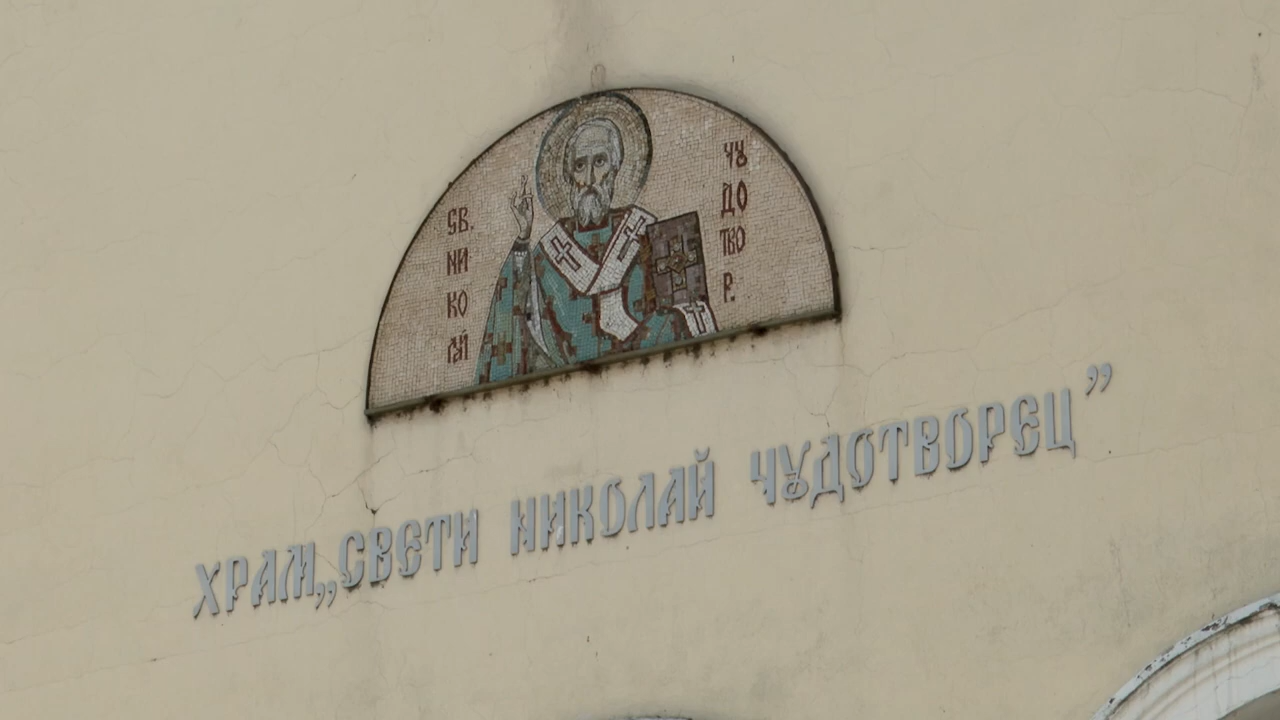 СВ.
НИ
КО
ЛАЙ
ЧУ
ДО
ТВО
Р.
ХРАМ „СВЕТИ НИКОЛАЙ ЧУДОТВОРЕЦ”